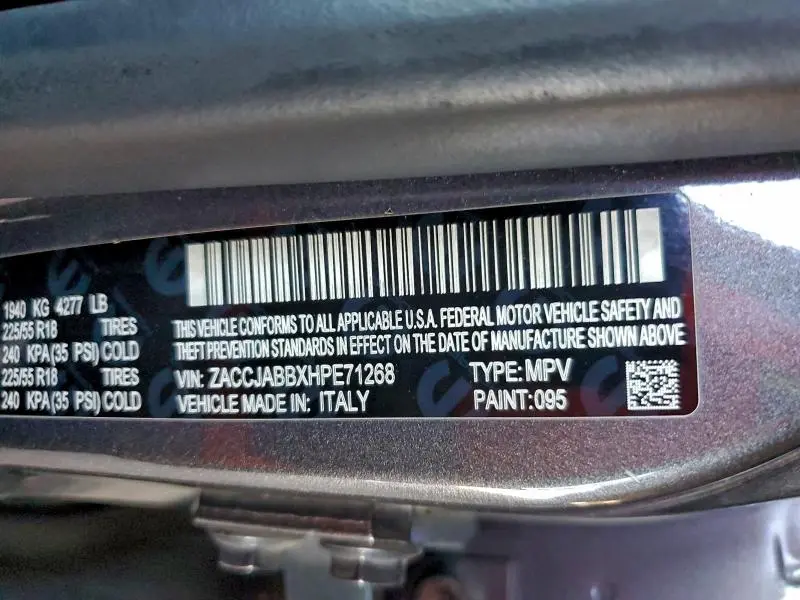 1940 KG 4277 LB
225/55 R18 TIRES
240 KPA(35 PSI) COLD
225/55 R18 TIRES
240 KPA(35 PSI) COLD
THIS VEHICLE CONFORMS TO ALL APPLICABLE U.S.A. FEDERAL MOTOR VEHICLE SAFETY AND
THEFT PREVENTION STANDARDS IN EFFECT ON THE DATE OF MANUFACTURE SHOWN ABOVE
VIN: ZACCJABBXHPE71268 TYPE: MPV
VEHICLE MADE IN: ITALY PAINT: 095